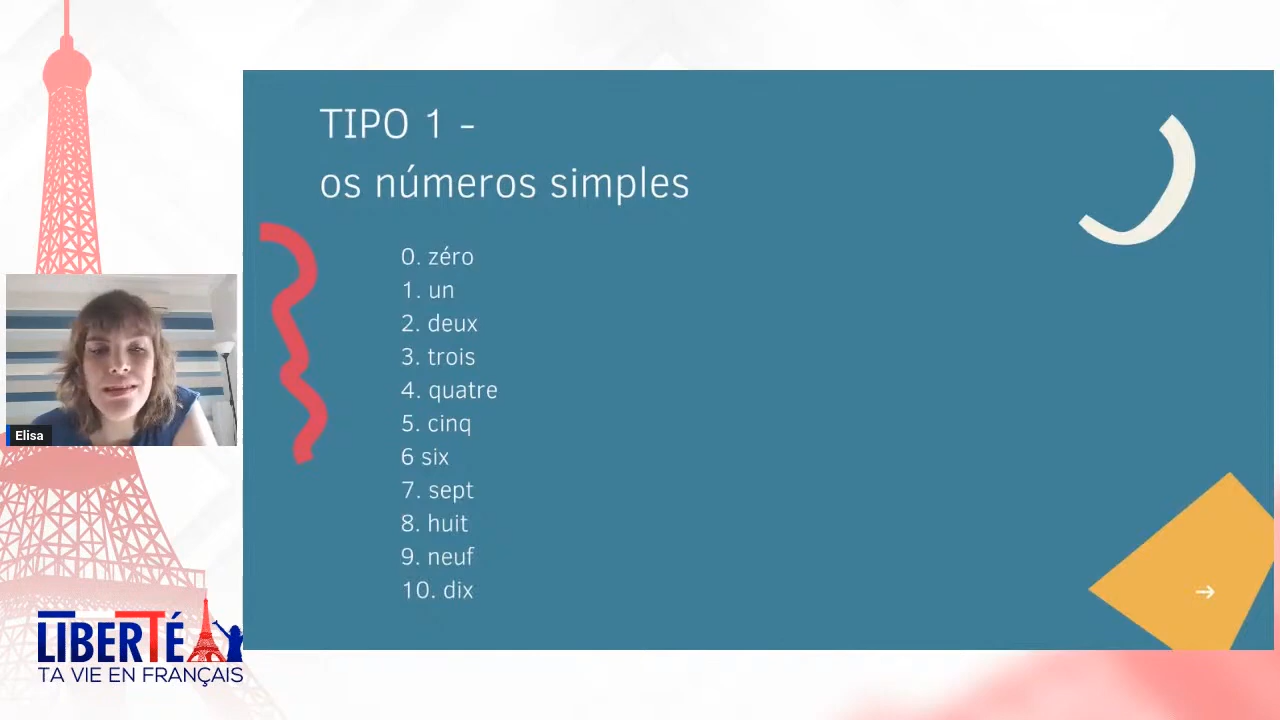 TIPO 1 -
os números simples
0. zéro
1. un
2. deux
3. trois
4. quatre
5. cinq
6 six
7. sept
8. huit
9. neuf
10. dix
Elisa
LIBERTÉ
TA VIE EN FRANÇAIS